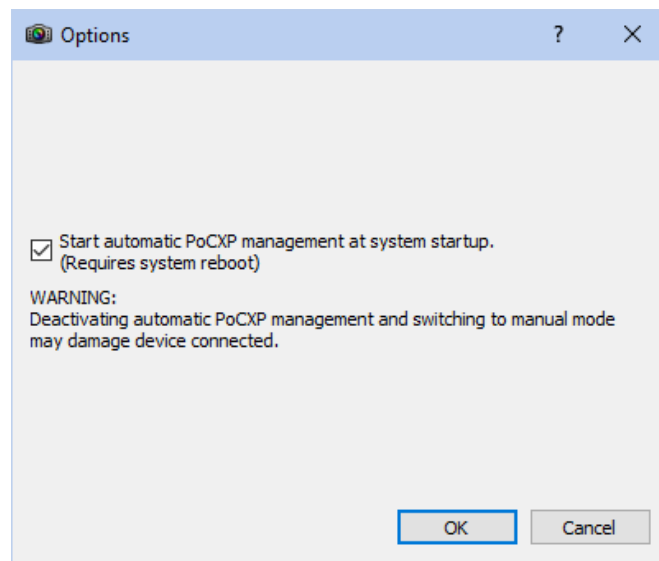 Options
Start automatic PoCXP management at system startup.
(Requires system reboot)
WARNING:
Deactivating automatic PoCXP management and switching to manual mode
may damage device connected.
OK
Cancel